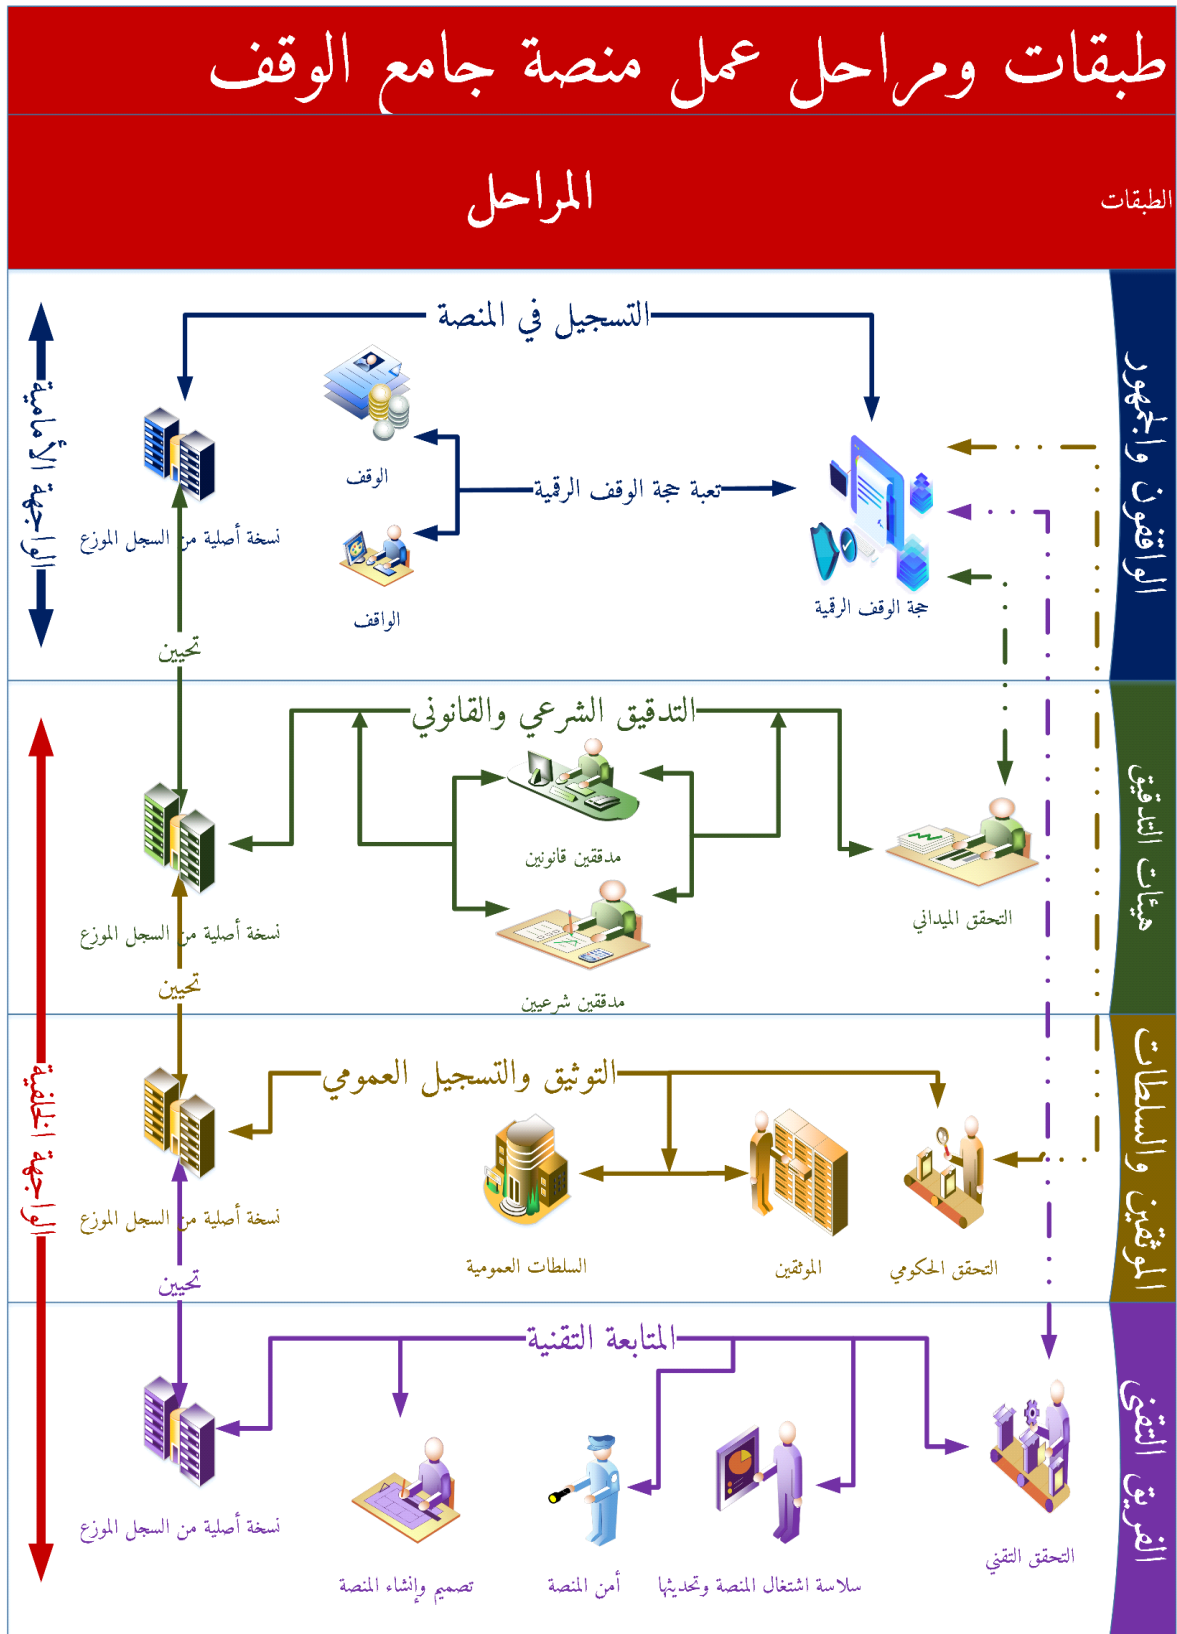 طبقات ومراحل عمل منصة جامع الوقف
الطبقات
المراحل
الواقفون والجمهور
التسجيل في المنصة
الواجهة الأمامية
الوقف
تعبة حجة الوقف الرقمية
نسخة أصلية من السجل الموزع
حجة الوقف الرقمية
الواقف
تحيين
هيئات التدقيق
التدقيق الشرعي والقانوني
مدققين قانونين
التحقق الميداني
نسخة أصلية من السجل الموزع
تحيين
مدققين شرعيين
الموثقين والسلطات
التوثيق والتسجيل العمومي
الواجهة الخلفية
نسخة أصلية من السجل الموزع
التحقق الحكومي
الموثقين
السلطات العمومية
تحيين
الفريق التقني
المتابعة التقنية
نسخة أصلية من السجل الموزع
التحقق التقني
سلاسة اشتغال المنصة وتحديثها
أمن المنصة
تصميم وإنشاء المنصة